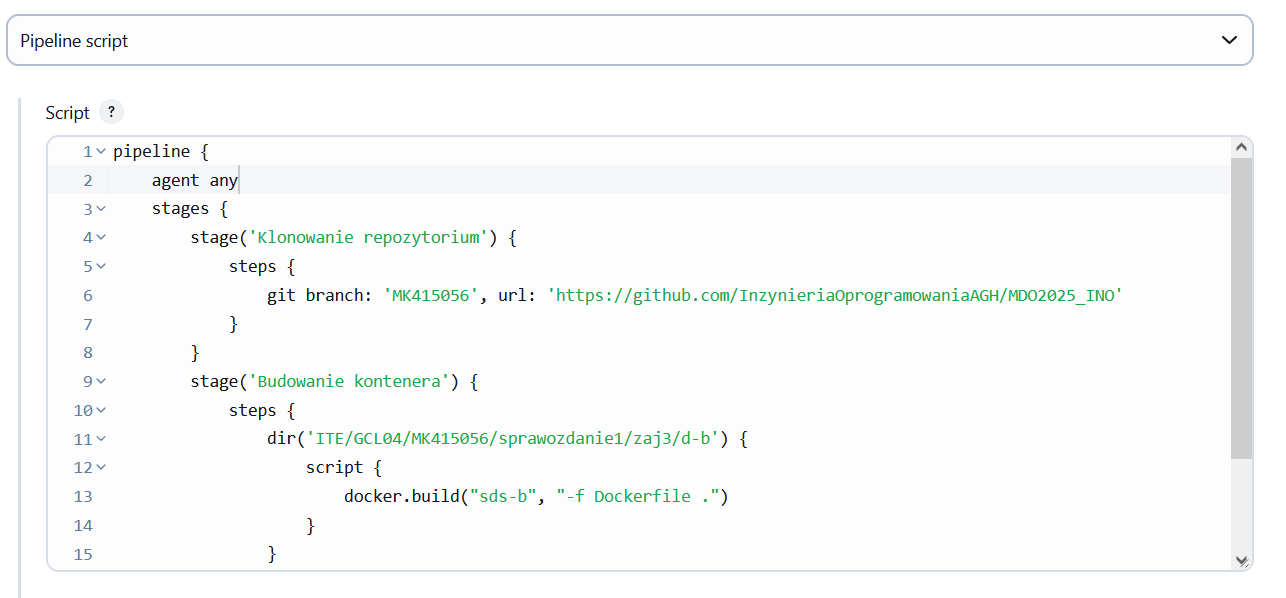 Pipeline script
Script ?
1 pipeline {
2 agent any
3 stages {
4 stage('Klonowanie repozytorium') {
5 steps {
6 git branch: 'MK415056', url: 'https://github.com/InzynieriaOprogramowaniaAGH/MDO2025_INO'
7 }
8 }
9 stage('Budowanie kontenera') {
10 steps {
11 dir('ITE/GCL04/MK415056/sprawozdanie1/zaj3/d-b') {
12 script {
13 docker.build("sds-b", "-f Dockerfile .")
14 }
15 }